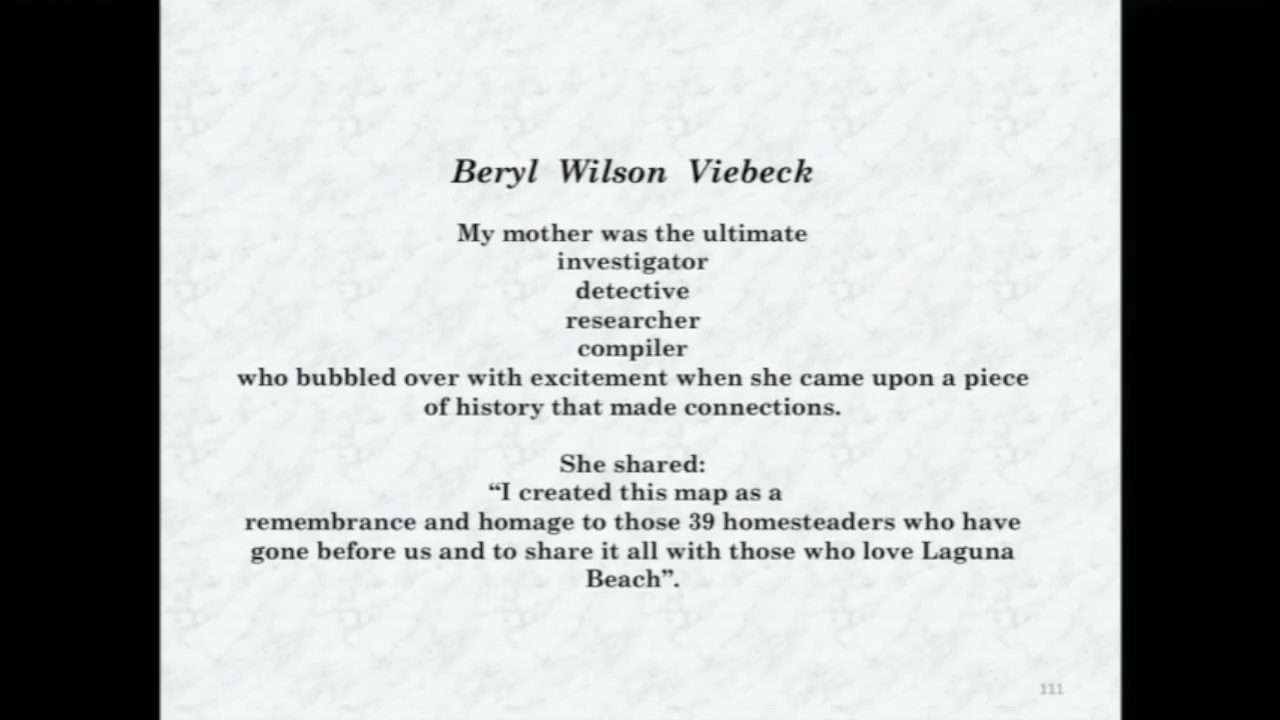 Beryl Wilson Viebeck
My mother was the ultimate
investigator
detective
researcher
compiler
who bubbled over with excitement when she came upon a piece
of history that made connections.
She shared:
“I created this map as a
remembrance and homage to those 39 homesteaders who have
gone before us and to share it all with those who love Laguna
Beach”.
111